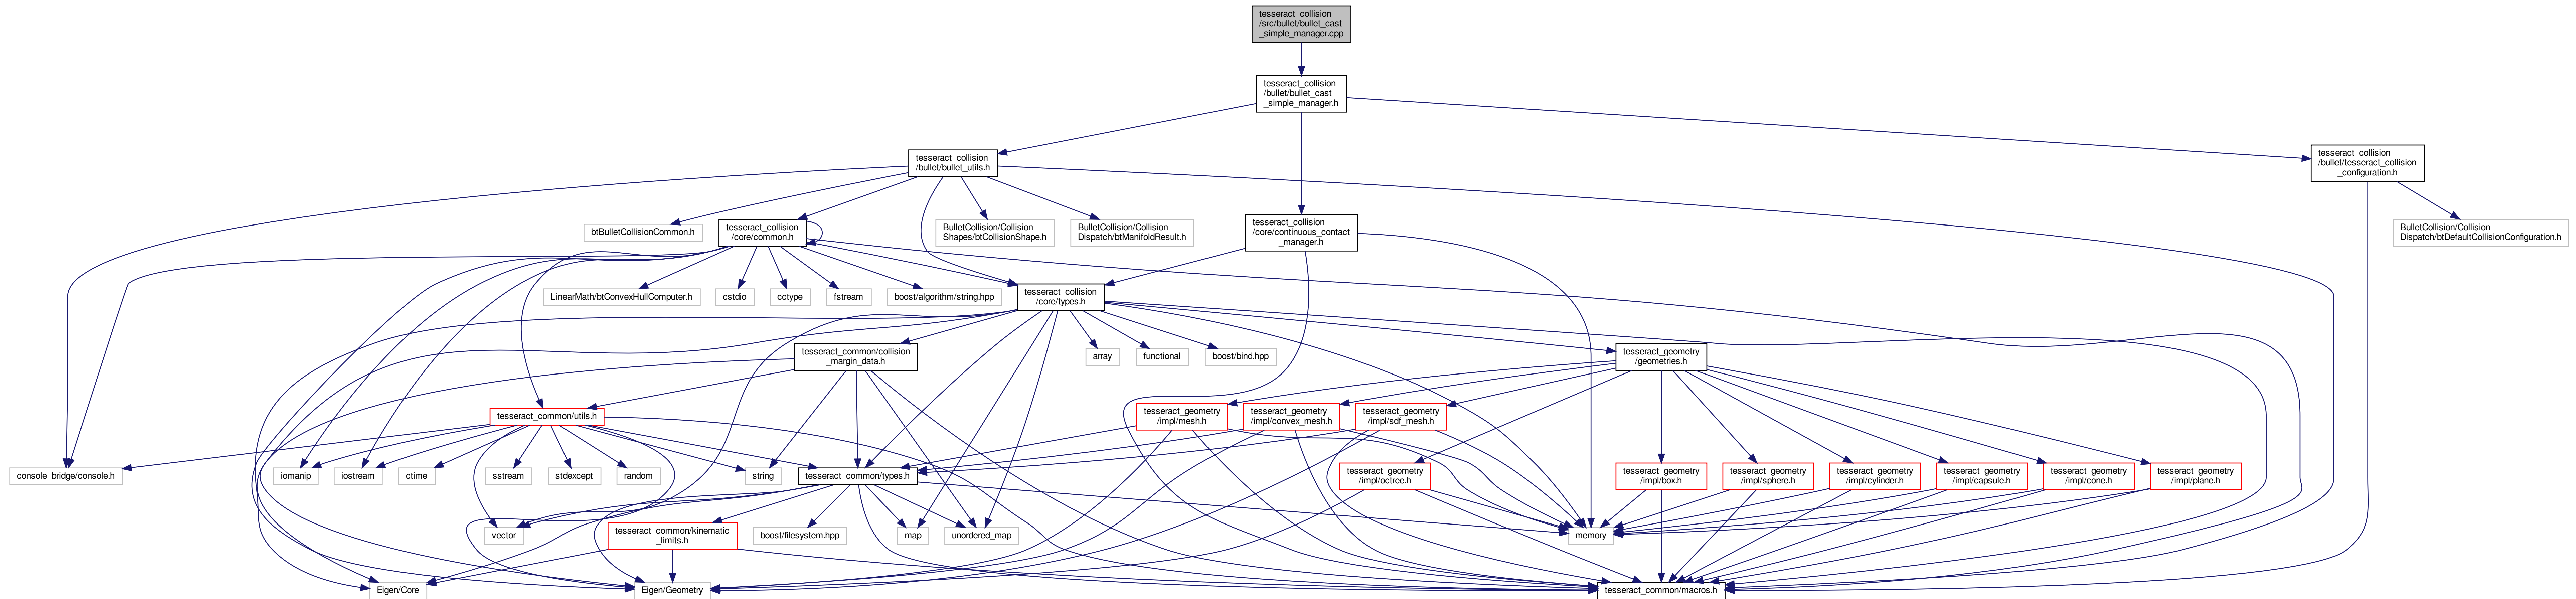 tesseract_collision
/src/bullet/bullet_cast
_simple_manager.cpp
tesseract_collision
/bullet/bullet_cast
_simple_manager.h
tesseract_collision
/bullet/bullet_utils.h
tesseract_collision
/bullet/tesseract_collision
_configuration.h
btBulletCollisionCommon.h
tesseract_collision
/core/common.h
BulletCollision/Collision
Shapes/btCollisionShape.h
BulletCollision/Collision
Dispatch/btManifoldResult.h
tesseract_collision
/core/continuous_contact
_manager.h
BulletCollision/Collision
Dispatch/btDefaultCollisionConfiguration.h
LinearMath/btConvexHullComputer.h
cstdio
cctype
fstream
boost/algorithm/string.hpp
tesseract_collision
/core/types.h
tesseract_common/collision
_margin_data.h
array
functional
boost/bind.hpp
tesseract_geometry
/geometries.h
tesseract_common/utils.h
tesseract_geometry
/impl/mesh.h
tesseract_geometry
/impl/convex_mesh.h
tesseract_geometry
/impl/sdf_mesh.h
console_bridge/console.h
iomanip
iostream
ctime
sstream
stdexcept
random
string
tesseract_common/types.h
tesseract_geometry
/impl/octree.h
tesseract_geometry
/impl/box.h
tesseract_geometry
/impl/sphere.h
tesseract_geometry
/impl/cylinder.h
tesseract_geometry
/impl/capsule.h
tesseract_geometry
/impl/cone.h
tesseract_geometry
/impl/plane.h
vector
tesseract_common/kinematic
_limits.h
boost/filesystem.hpp
map
unordered_map
memory
Eigen/Core
Eigen/Geometry
tesseract_common/macros.h